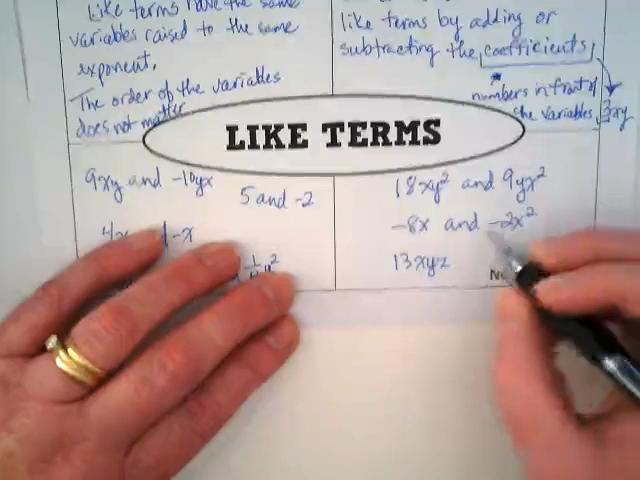 Like terms have the same
variables raised to the same
exponent.
The order of the variables
does not matter
like terms by adding or
subtracting the coefficients
numbers in front of
the variables.
3xy
LIKE TERMS
9xy and -10yx
5 and -2
-x
18xy² and 9yx²
-8x and -2x²
13xyz